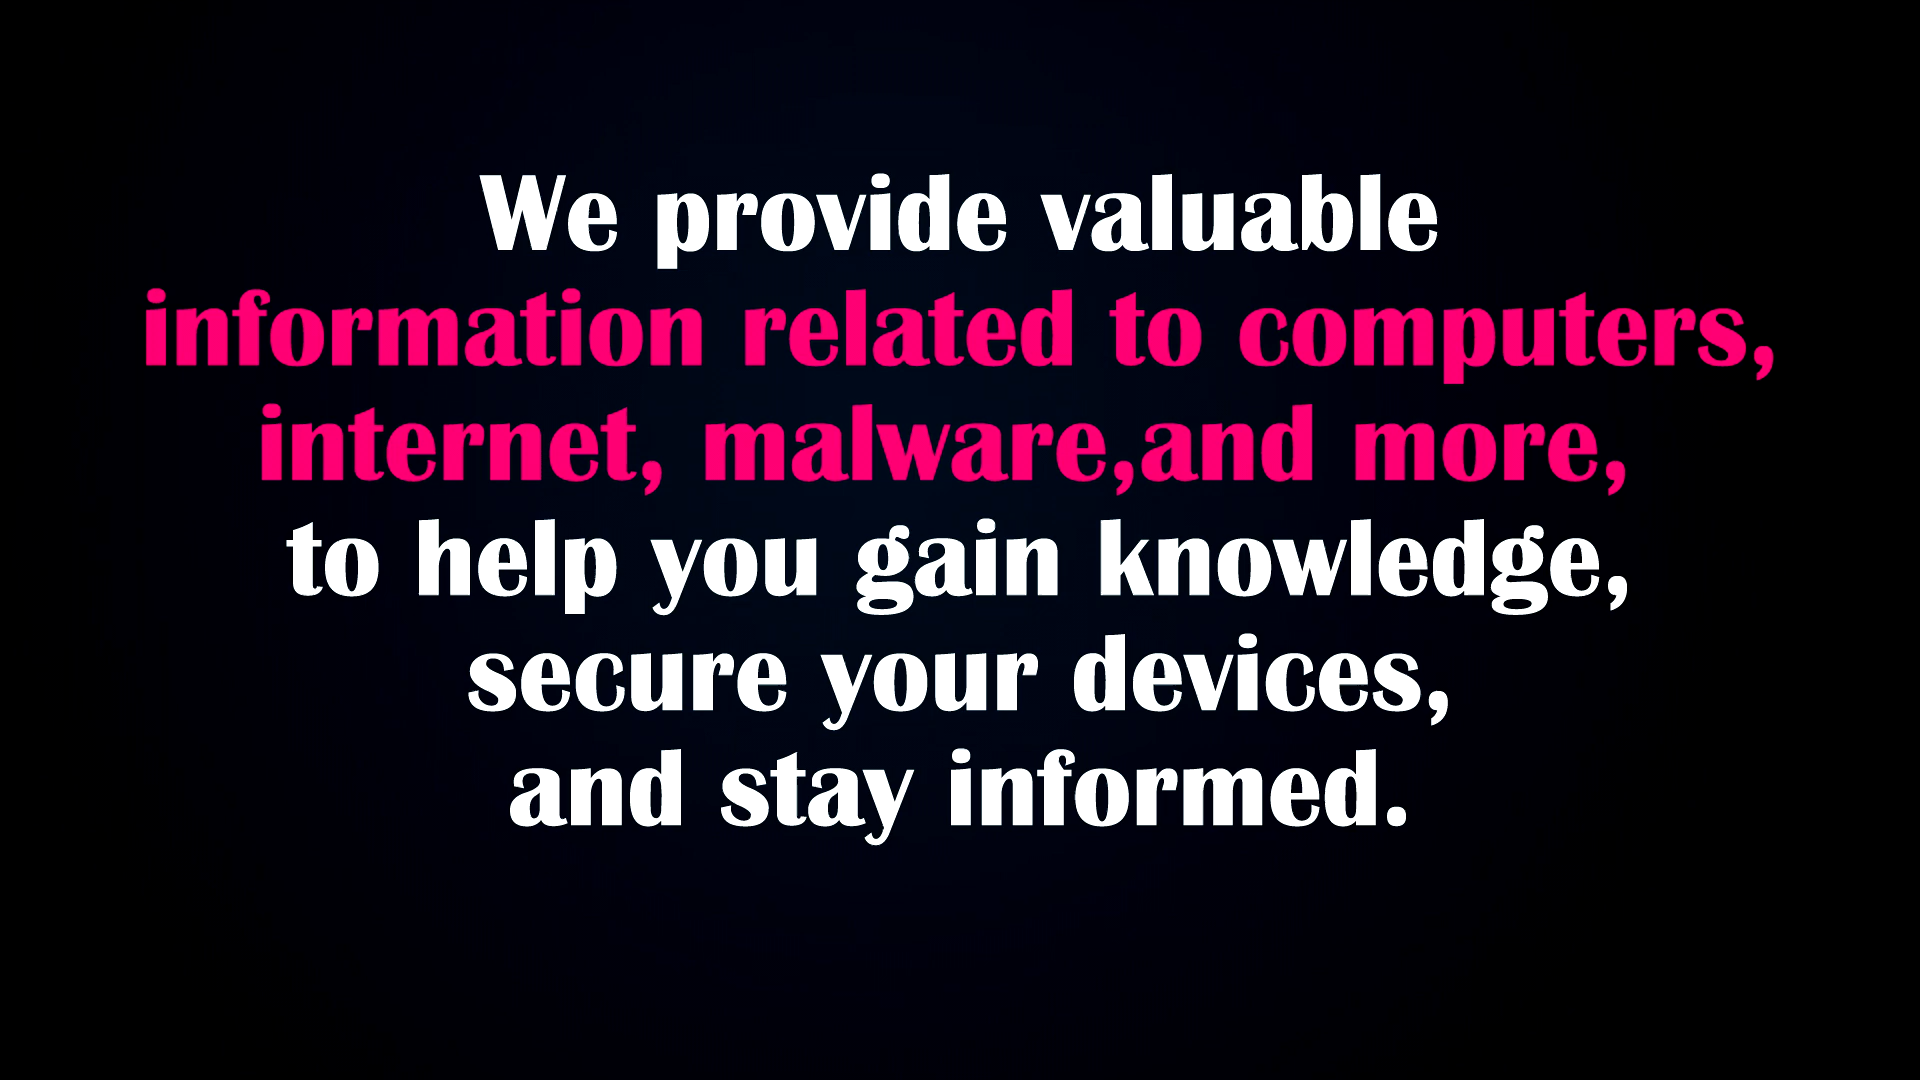 We provide valuable
information related to computers,
internet, malware,and more,
to help you gain knowledge,
secure your devices,
and stay informed.